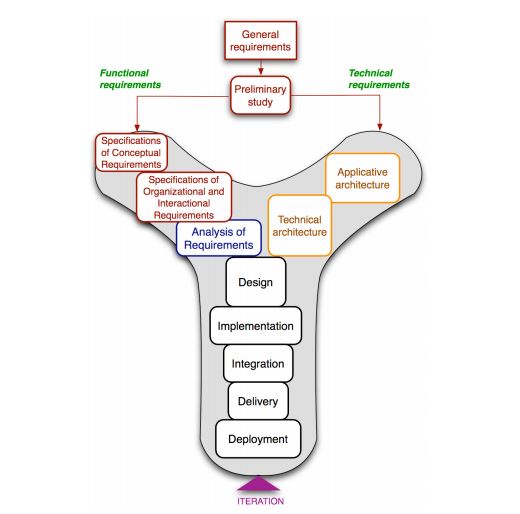 General
requirements
Functional
requirements
Technical
requirements
Preliminary
study
Specifications
of Conceptual
Requirements
Applicative
architecture
Specifications of
Organizational and
Interactional
Requirements
Technical
architecture
Analysis of
Requirements
Design
Implementation
Integration
Delivery
Deployment
ITERATION